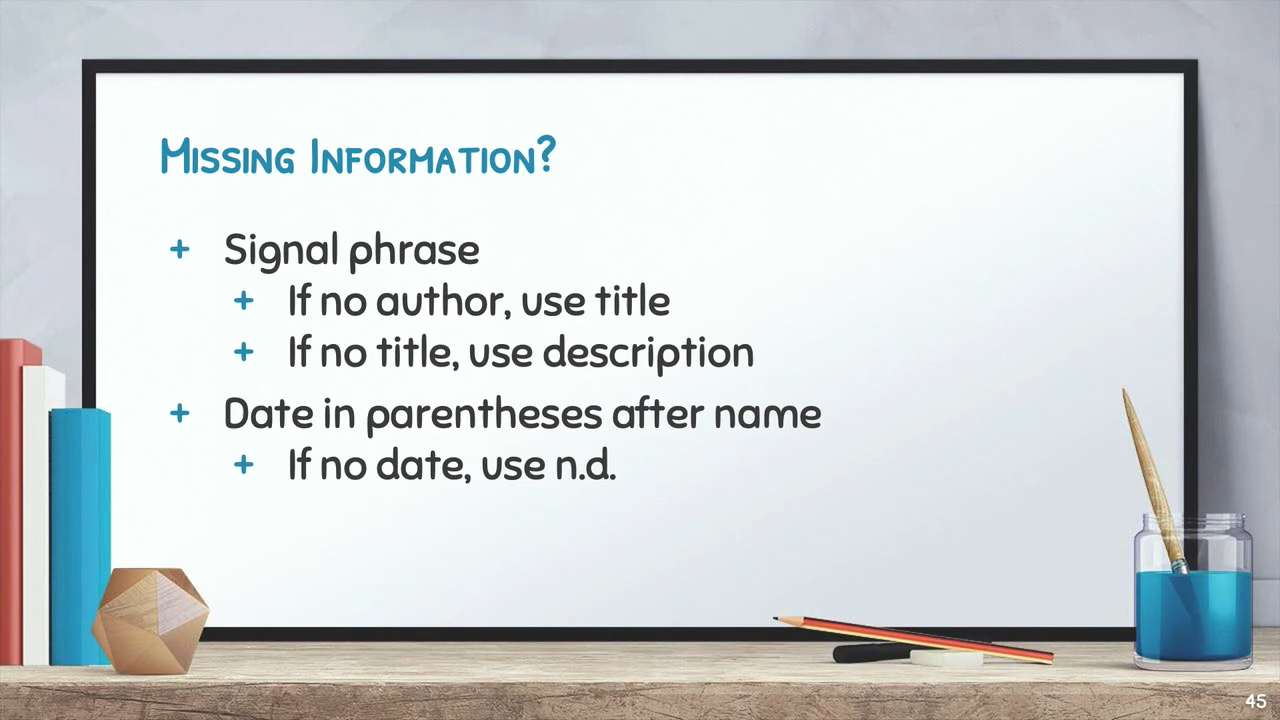 Missing Information?
+ Signal phrase
+ If no author, use title
+ If no title, use description
+ Date in parentheses after name
+ If no date, use n.d.
45